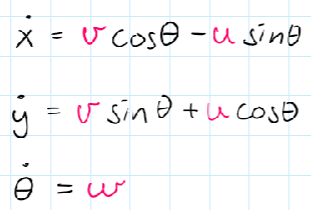 ẋ = v cosθ - u sinθ
ẏ = v sinθ + u cosθ
θ̇ = w